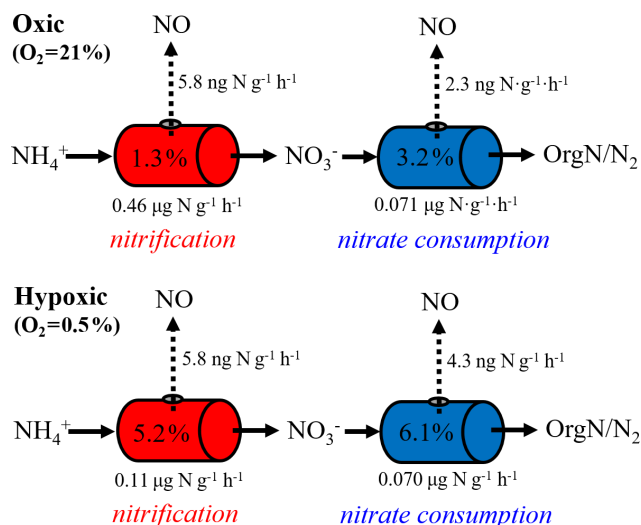 Oxic
(O₂=21%)
NO
NO
5.8 ng N g⁻¹ h⁻¹
2.3 ng N·g⁻¹·h⁻¹
NH₄⁺
1.3%
NO₃⁻
3.2%
OrgN/N₂
0.46 μg N g⁻¹ h⁻¹
0.071 μg N·g⁻¹·h⁻¹
nitrification
nitrate consumption
Hypoxic
(O₂=0.5%)
NO
NO
5.8 ng N g⁻¹ h⁻¹
4.3 ng N g⁻¹ h⁻¹
NH₄⁺
5.2%
NO₃⁻
6.1%
OrgN/N₂
0.11 μg N g⁻¹ h⁻¹
0.070 μg N g⁻¹ h⁻¹
nitrification
nitrate consumption